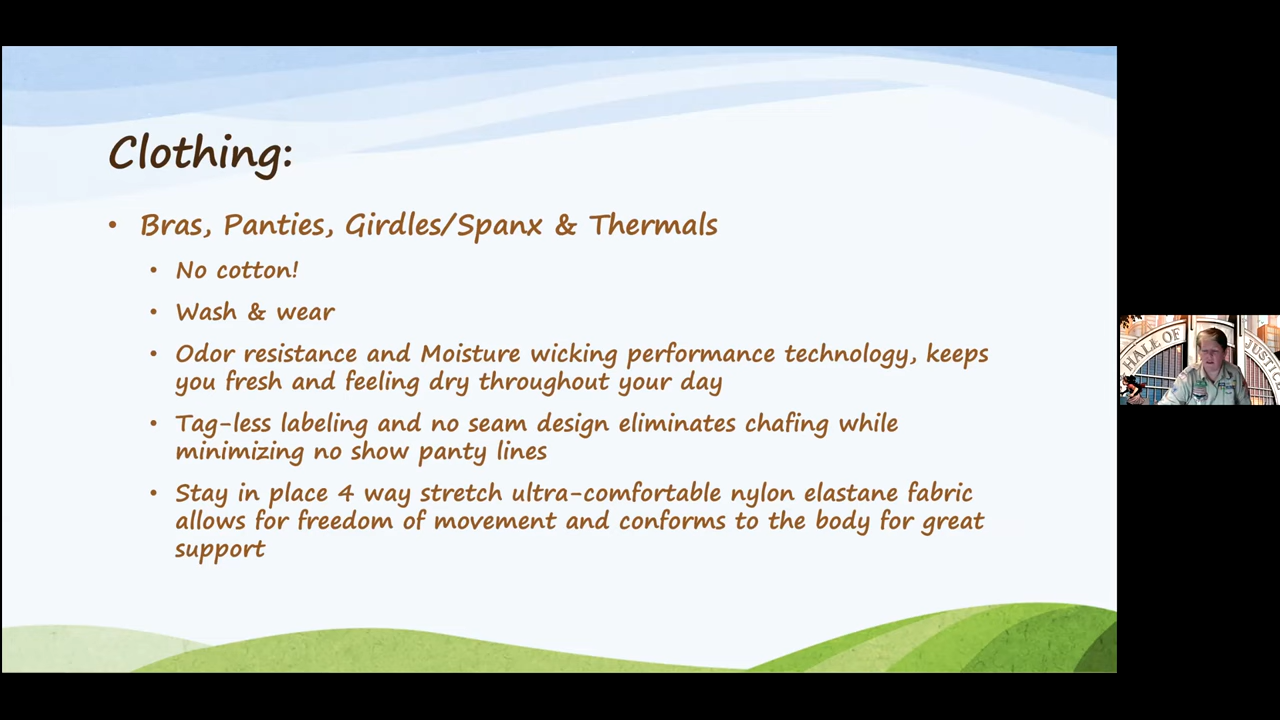 Clothing:
• Bras, Panties, Girdles/Spanx & Thermals
• No cotton!
• Wash & wear
• Odor resistance and Moisture wicking performance technology, keeps
you fresh and feeling dry throughout your day
• Tag-less labeling and no seam design eliminates chafing while
minimizing no show panty lines
• Stay in place 4 way stretch ultra-comfortable nylon elastane fabric
allows for freedom of movement and conforms to the body for great
support
HALL OF JUSTICE